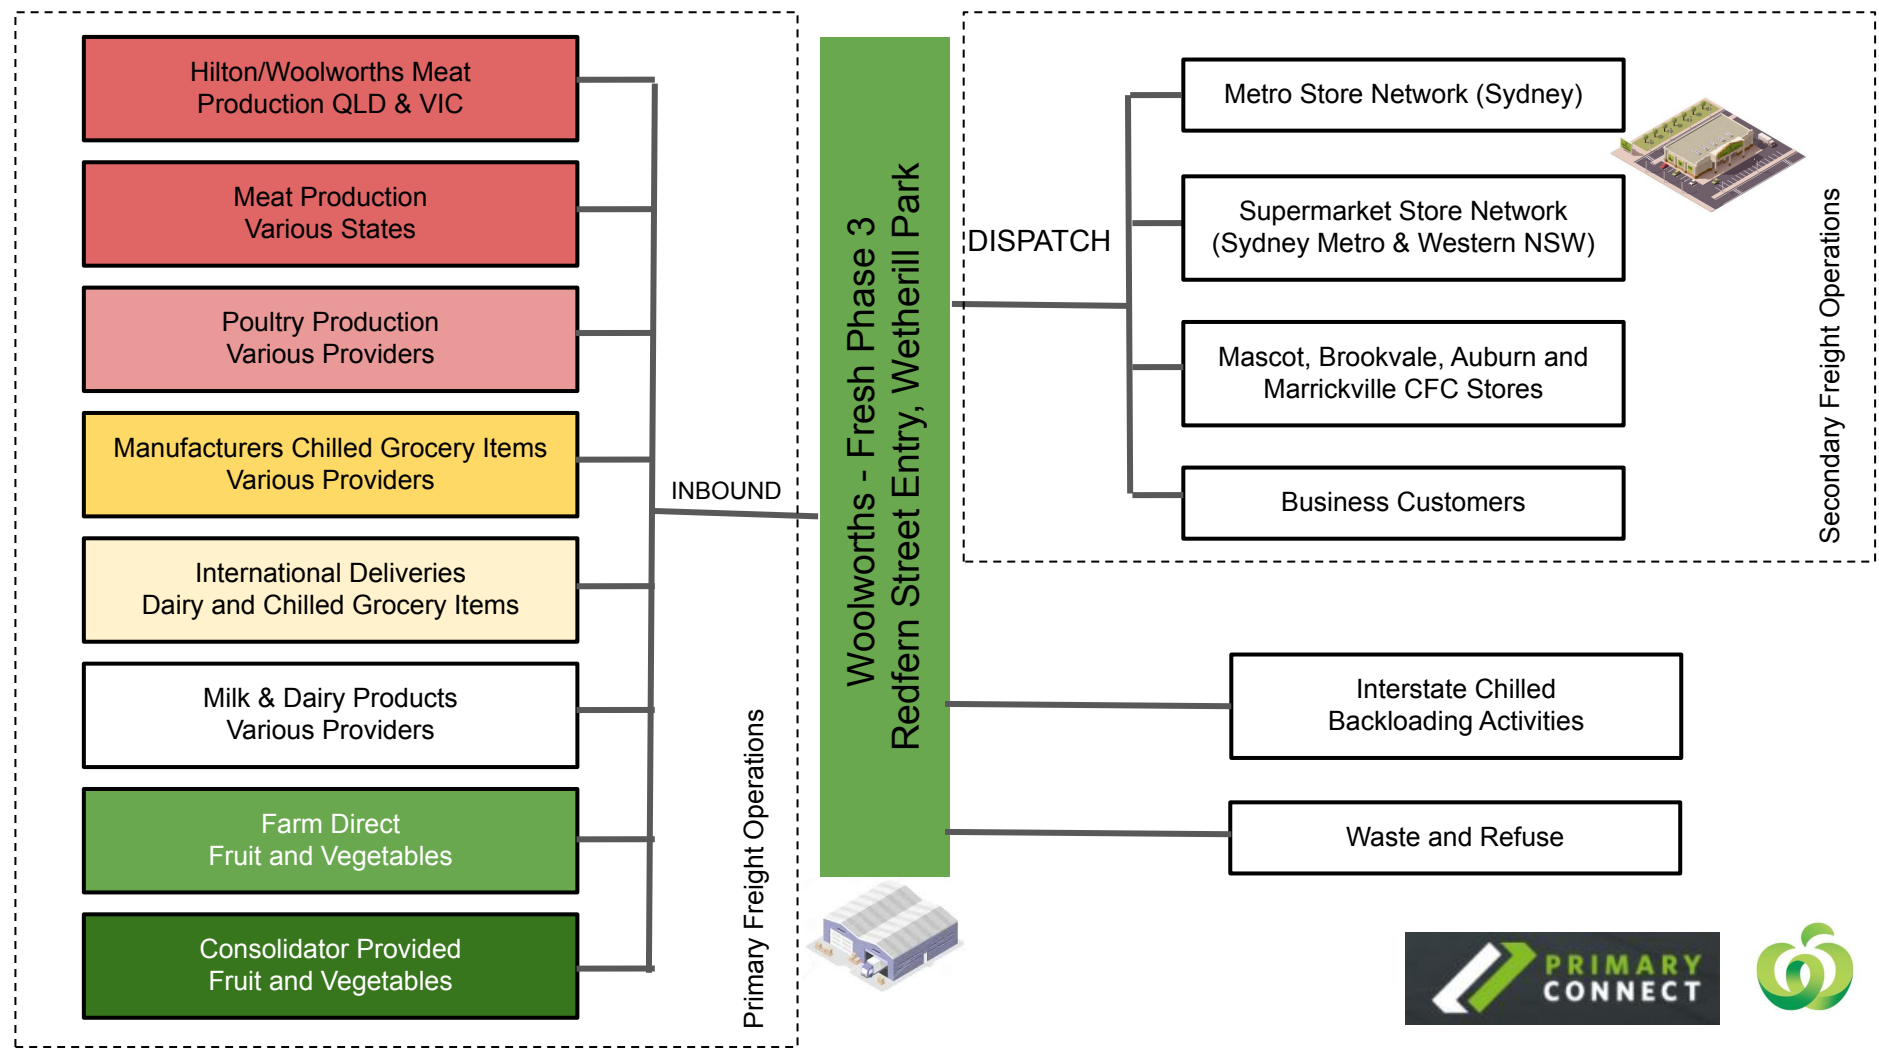 Hilton/Woolworths Meat
Production QLD & VIC
Meat Production
Various States
Poultry Production
Various Providers
Manufacturers Chilled Grocery Items
Various Providers
International Deliveries
Dairy and Chilled Grocery Items
Milk & Dairy Products
Various Providers
Farm Direct
Fruit and Vegetables
Consolidator Provided
Fruit and Vegetables
Primary Freight Operations
INBOUND
Woolworths - Fresh Phase 3
Redfern Street Entry, Wetherill Park
DISPATCH
Metro Store Network (Sydney)
Supermarket Store Network
(Sydney Metro & Western NSW)
Mascot, Brookvale, Auburn and
Marrickville CFC Stores
Business Customers
Secondary Freight Operations
Interstate Chilled
Backloading Activities
Waste and Refuse
PRIMARY
CONNECT